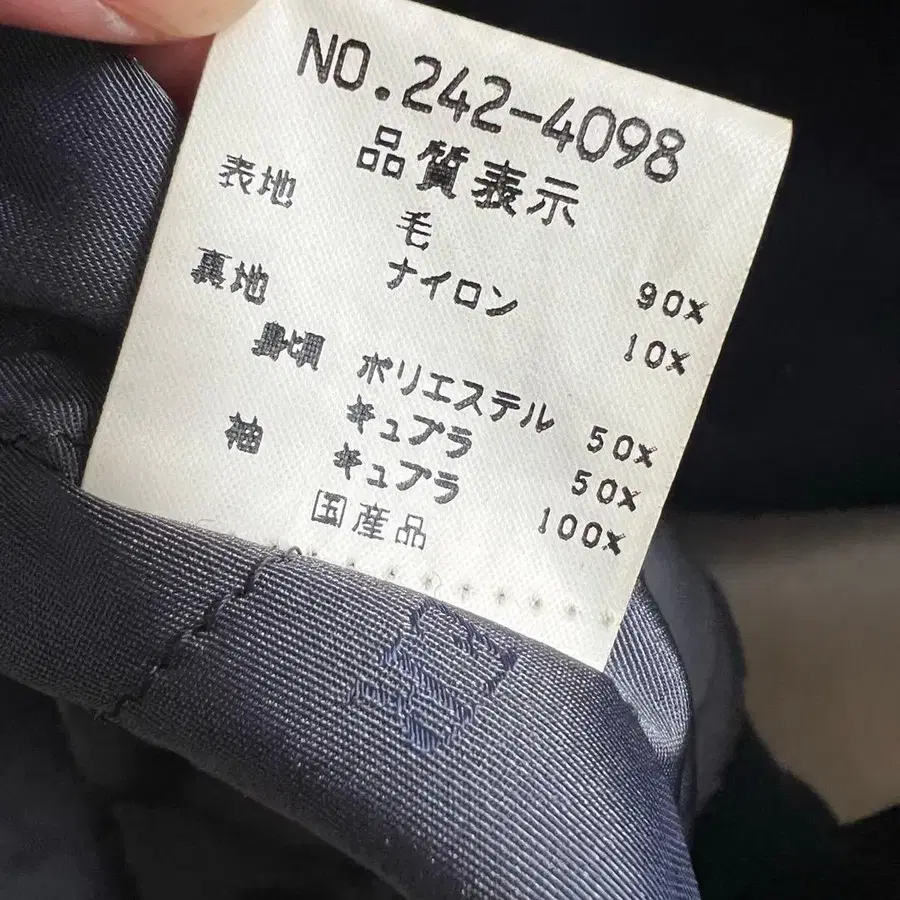 NO.242-4098
品質表示
表地
毛 90%
ナイロン 10%
裏地
身頃 ポリエステル 50%
キュプラ 50%
袖 キュプラ 100%
国産品